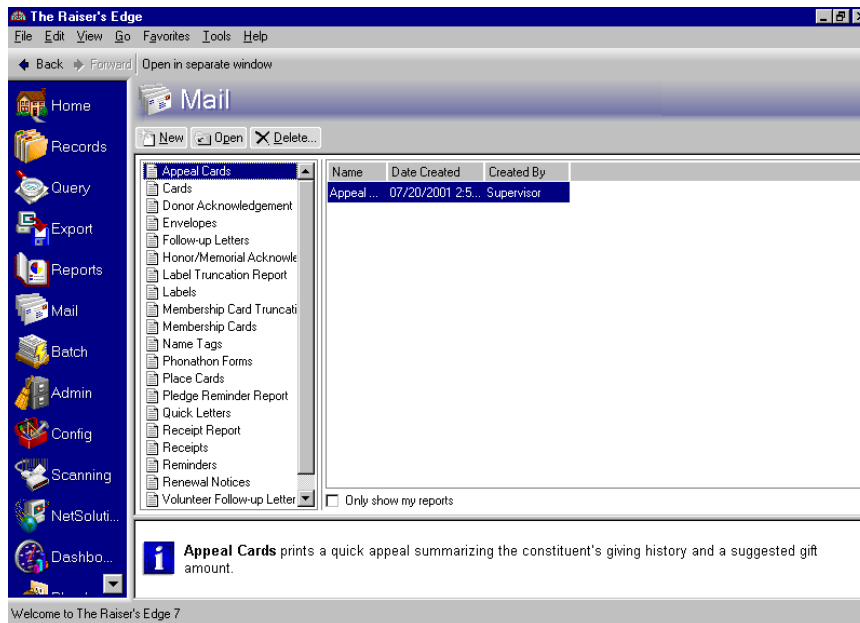 The Raiser's Edge
File Edit View Go Favorites Tools Help
Back Forward Open in separate window
Home
Records
Query
Export
Reports
Mail
Batch
Admin
Config
Scanning
NetSoluti...
Dashbo...
Mail
New Open Delete...
Appeal Cards
Cards
Donor Acknowledgement
Envelopes
Follow-up Letters
Honor/Memorial Acknowle
Label Truncation Report
Labels
Membership Card Truncati
Membership Cards
Name Tags
Phonathon Forms
Place Cards
Pledge Reminder Report
Quick Letters
Receipt Report
Receipts
Reminders
Renewal Notices
Volunteer Follow-up Letter
Name Date Created Created By
Appeal ... 07/20/2001 2:5... Supervisor
Only show my reports
Appeal Cards prints a quick appeal summarizing the constituent's giving history and a suggested gift
amount.
Welcome to The Raiser's Edge 7